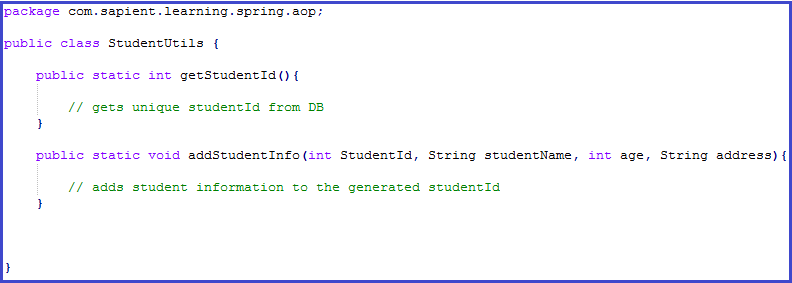 package com.sapient.learning.spring.aop;
public class StudentUtils {
public static int getStudentId(){
// gets unique studentId from DB
}
public static void addStudentInfo(int StudentId, String studentName, int age, String address){
// adds student information to the generated studentId
}
}